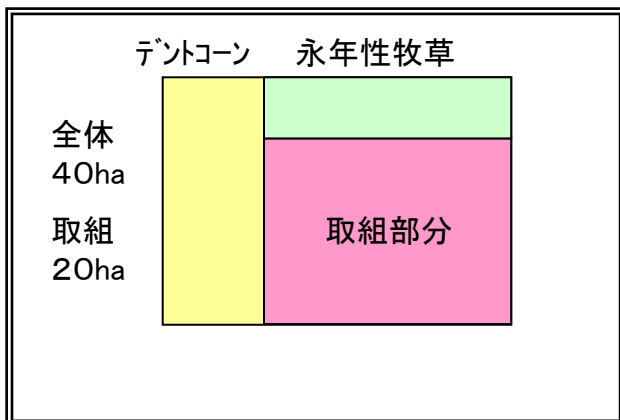 ﾃﾞﾝﾄコーン 永年性牧草
全体
４０ha
取組
２０ha
取組部分